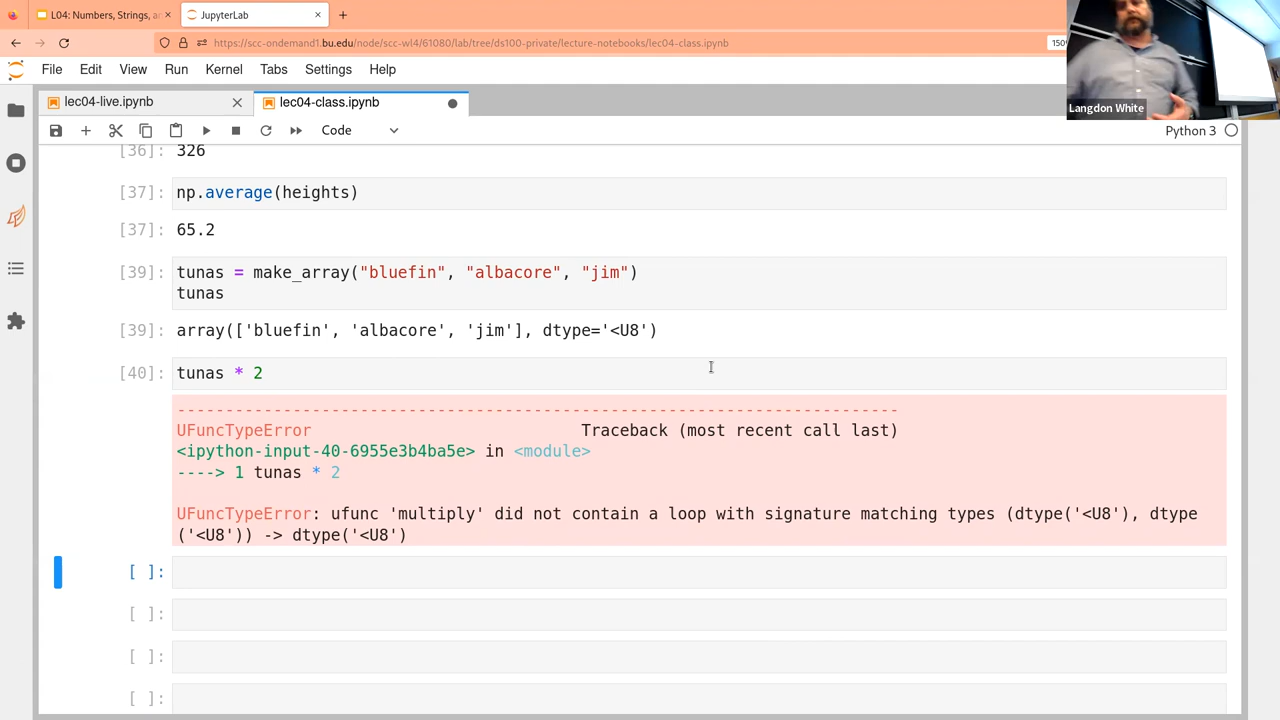 L04: Numbers, Strings, a
JupyterLab
https://scc-ondemand1.bu.edu/node/scc-wl4/61080/lab/tree/ds100-private/lecture-notebooks/lec04-class.ipynb
150%
File Edit View Run Kernel Tabs Settings Help
Langdon White
lec04-live.ipynb
lec04-class.ipynb
Code
Python 3
[36]: 326
[37]: np.average(heights)
[37]: 65.2
[39]: tunas = make_array("bluefin", "albacore", "jim")
tunas
[39]: array(['bluefin', 'albacore', 'jim'], dtype='<U8')
[40]: tunas * 2
---------------------------------------------------------------------------
UFuncTypeError Traceback (most recent call last)
<ipython-input-40-6955e3b4ba5e> in <module>
----> 1 tunas * 2
UFuncTypeError: ufunc 'multiply' did not contain a loop with signature matching types (dtype('<U8'), dtype
('<U8')) -> dtype('<U8')
[ ]:
[ ]:
[ ]:
[ ]: